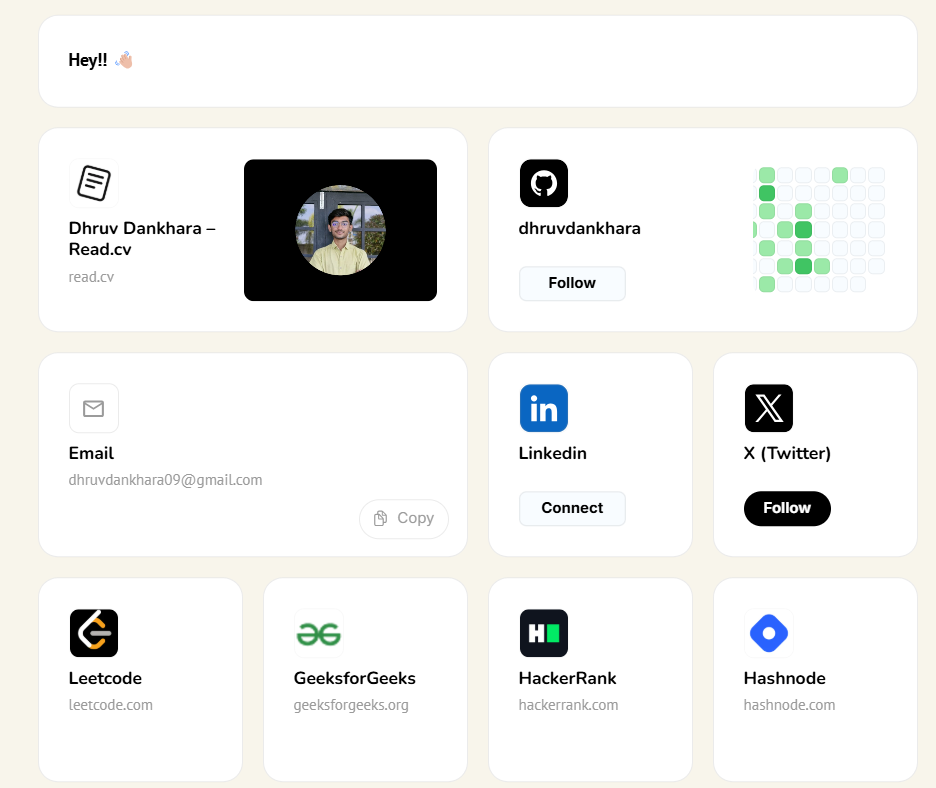 Hey!! 👋🏼
Dhruv Dankhara –
Read.cv
read.cv
dhruvdankhara
Follow
Email
dhruvdankhara09@gmail.com
Copy
Linkedin
Connect
X (Twitter)
Follow
Leetcode
leetcode.com
GeeksforGeeks
geeksforgeeks.org
HackerRank
hackerrank.com
Hashnode
hashnode.com